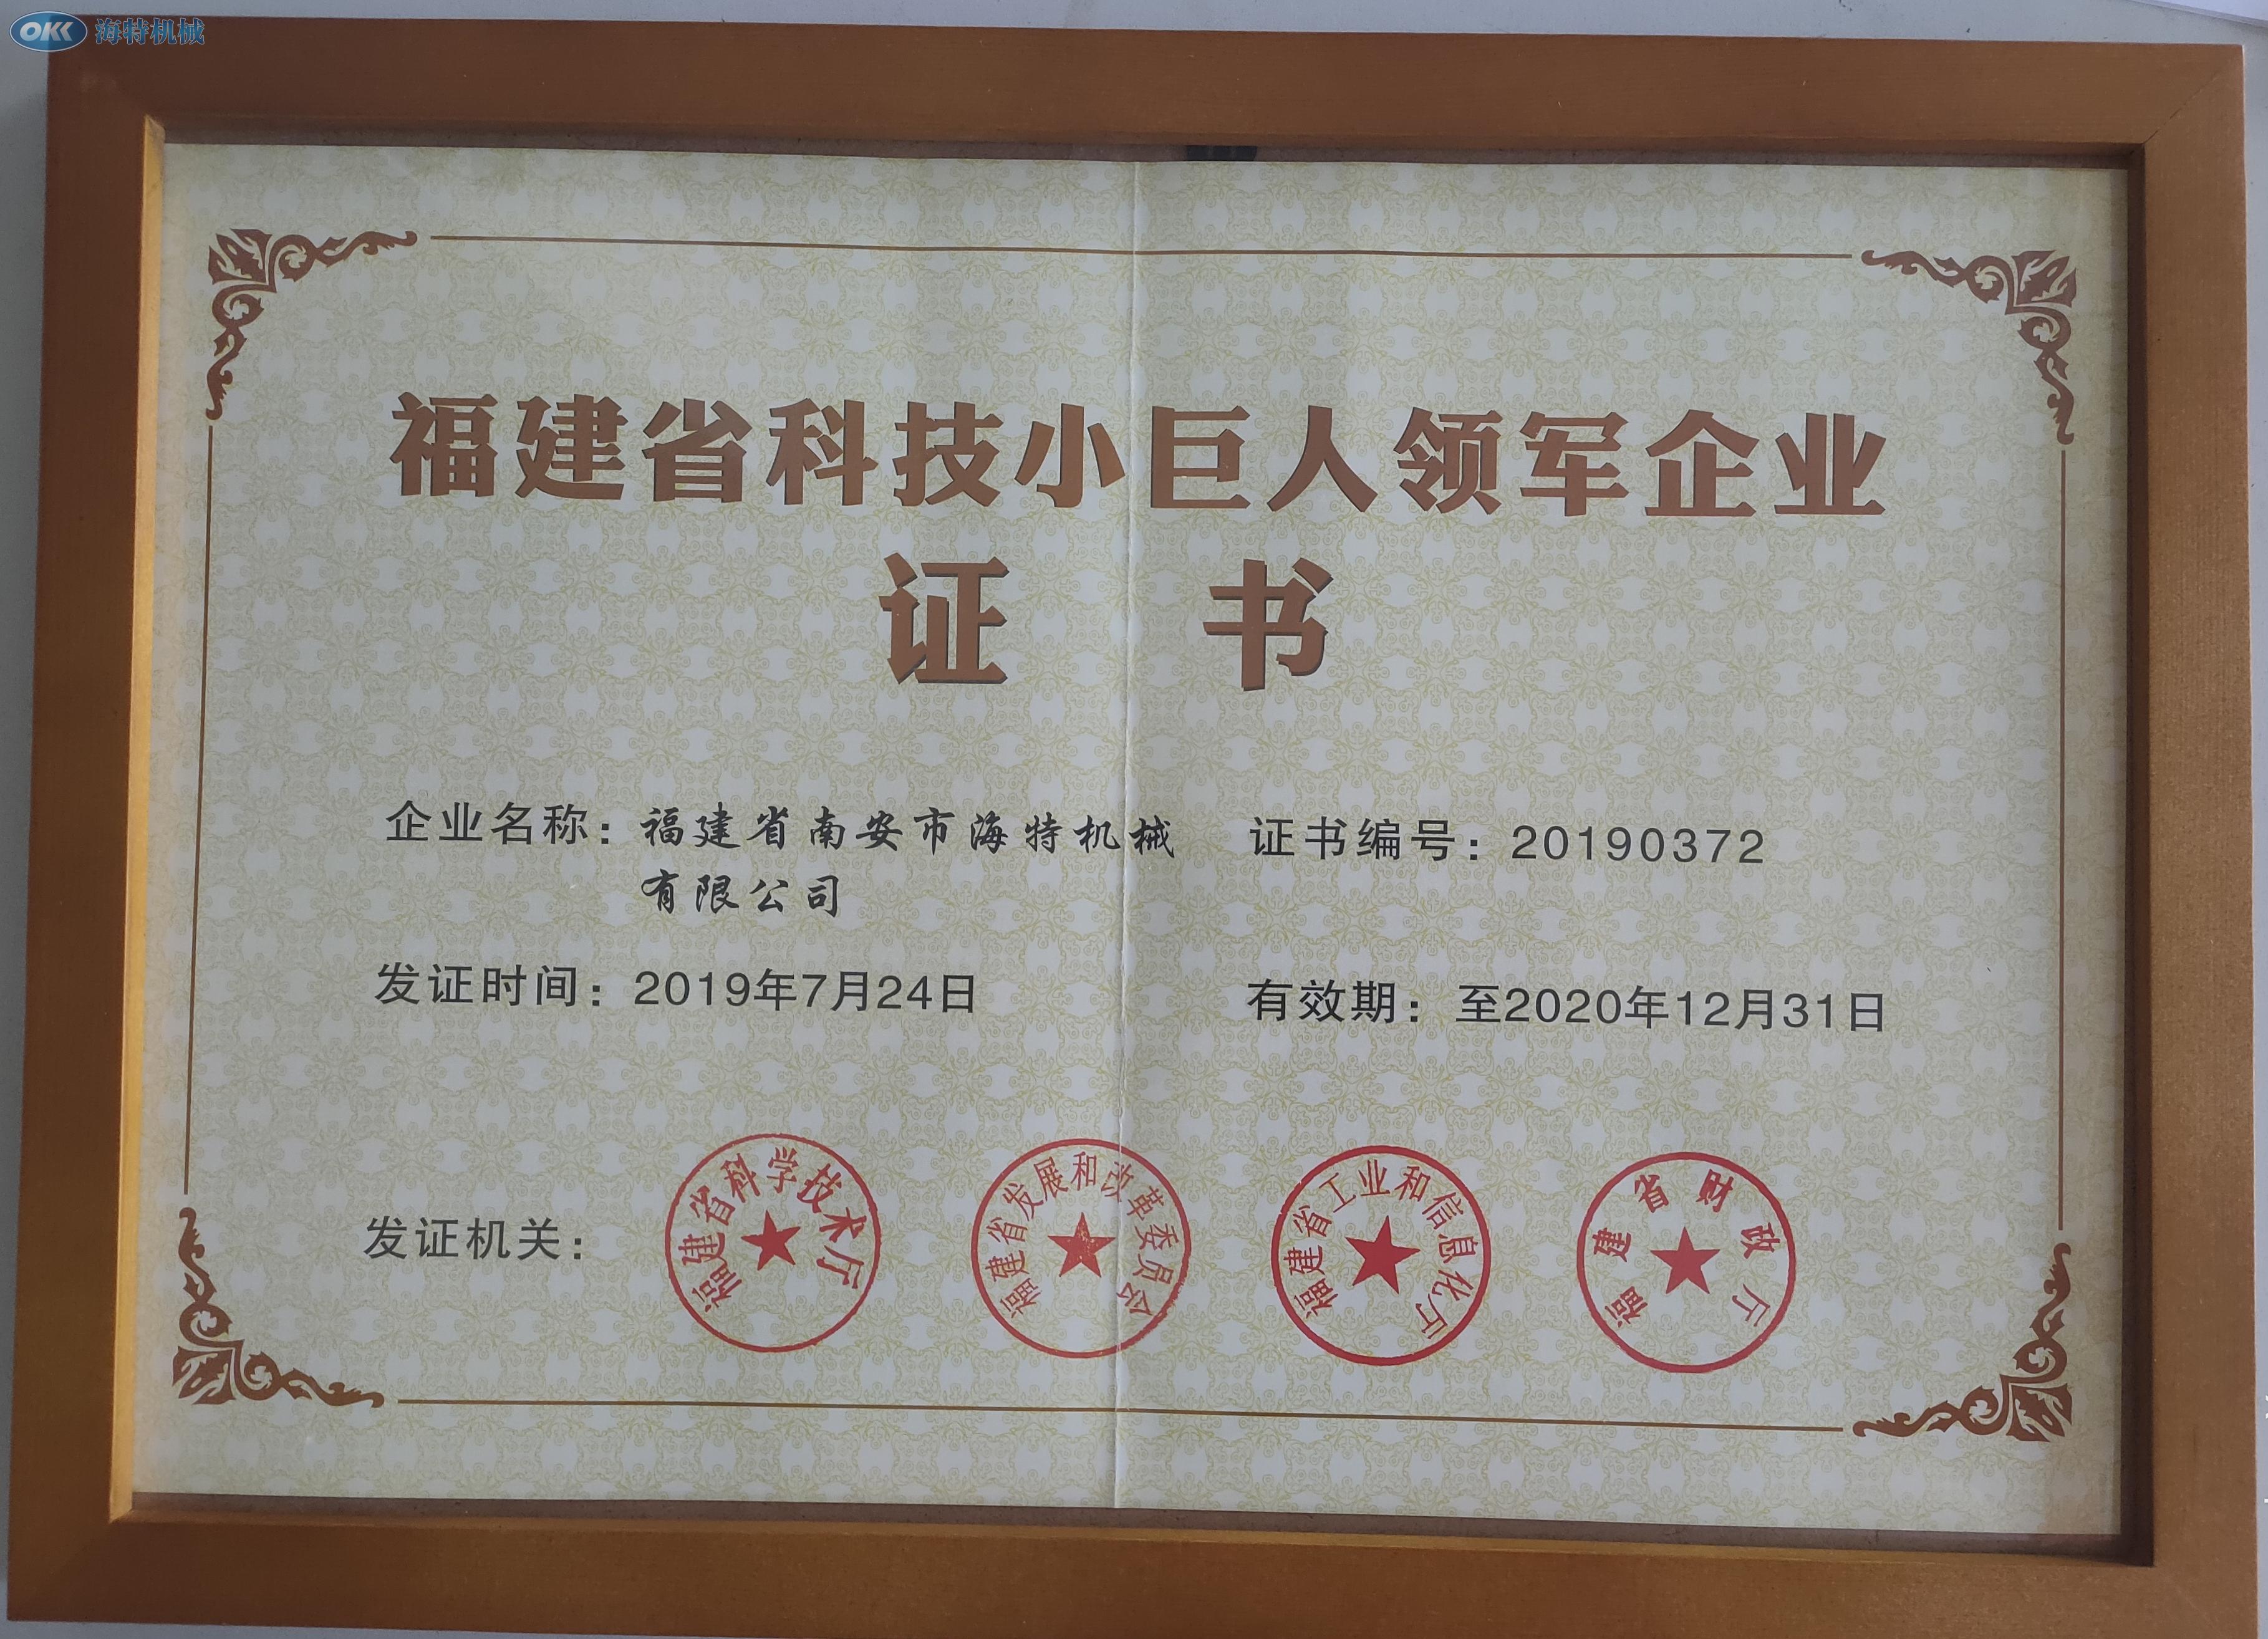 OKK 海特机械
福建省科技小巨人领军企业
证 书
企业名称：福建省南安市海特机械
有限公司
证书编号：20190372
发证时间：2019年7月24日
有效期：至2020年12月31日
发证机关：
福建省科学技术厅
福建省发展和改革委员会
福建省工业和信息化厅
福建省财政厅